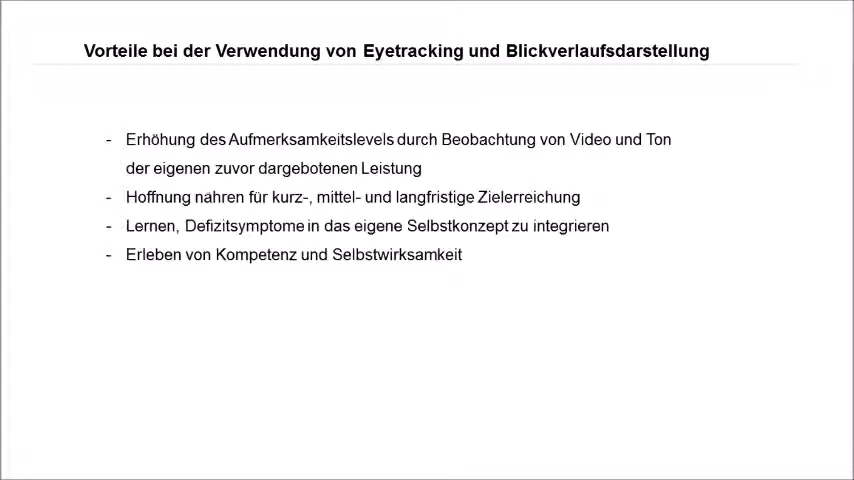 Vorteile bei der Verwendung von Eyetracking und Blickverlaufsdarstellung
- Erhöhung des Aufmerksamkeitslevels durch Beobachtung von Video und Ton
der eigenen zuvor dargebotenen Leistung
- Hoffnung nähren für kurz-, mittel- und langfristige Zielerreichung
- Lernen, Defizitsymptome in das eigene Selbstkonzept zu integrieren
- Erleben von Kompetenz und Selbstwirksamkeit